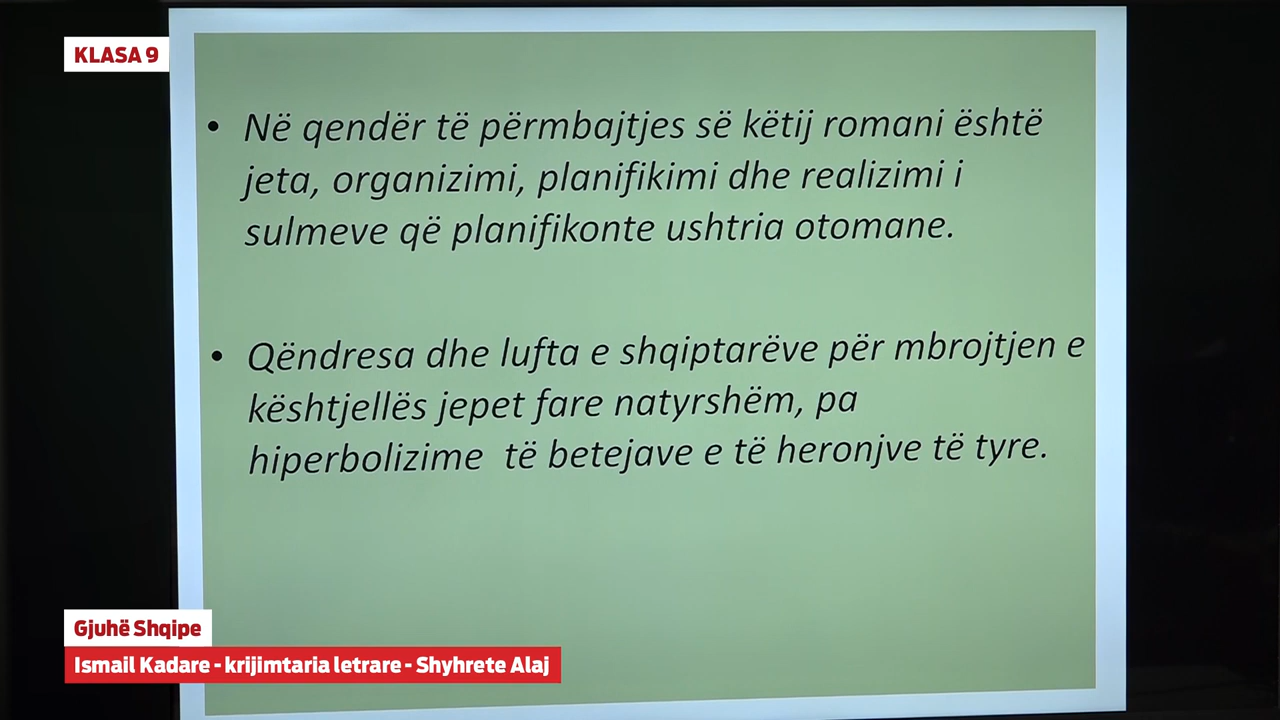 KLASA 9
• Në qendër të përmbajtjes së këtij romani është
jeta, organizimi, planifikimi dhe realizimi i
sulmeve që planifikonte ushtria otomane.
• Qëndresa dhe lufta e shqiptarëve për mbrojtjen e
kështjellës jepet fare natyrshëm, pa
hiperbolizime  të betejave e të heronjve të tyre.
Gjuhë Shqipe
Ismail Kadare - krijimtaria letrare - Shyhrete Alaj